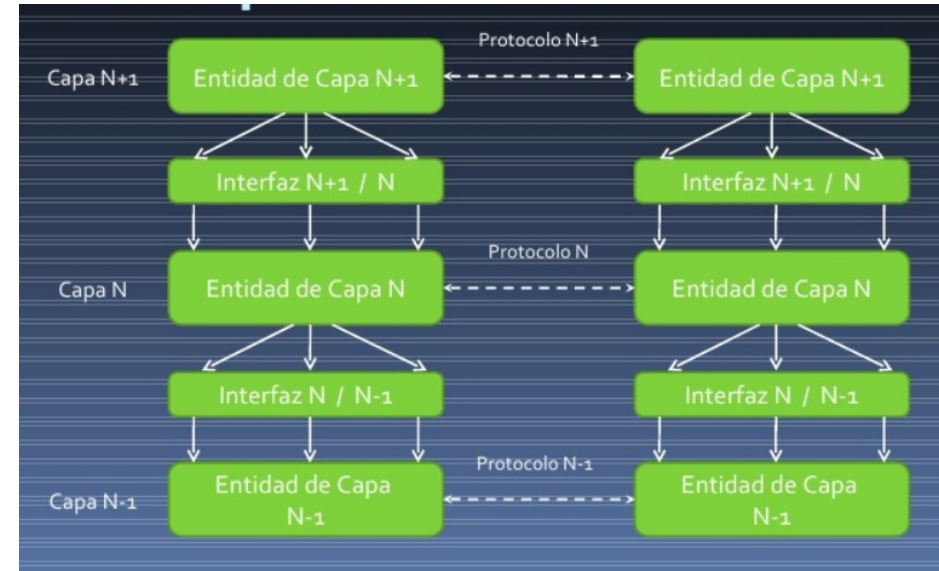 Protocolo N+1
Capa N+1
Entidad de Capa N+1
Entidad de Capa N+1
Interfaz N+1 / N
Interfaz N+1 / N
Protocolo N
Capa N
Entidad de Capa N
Entidad de Capa N
Interfaz N / N-1
Interfaz N / N-1
Protocolo N-1
Capa N-1
Entidad de Capa
N-1
Entidad de Capa
N-1